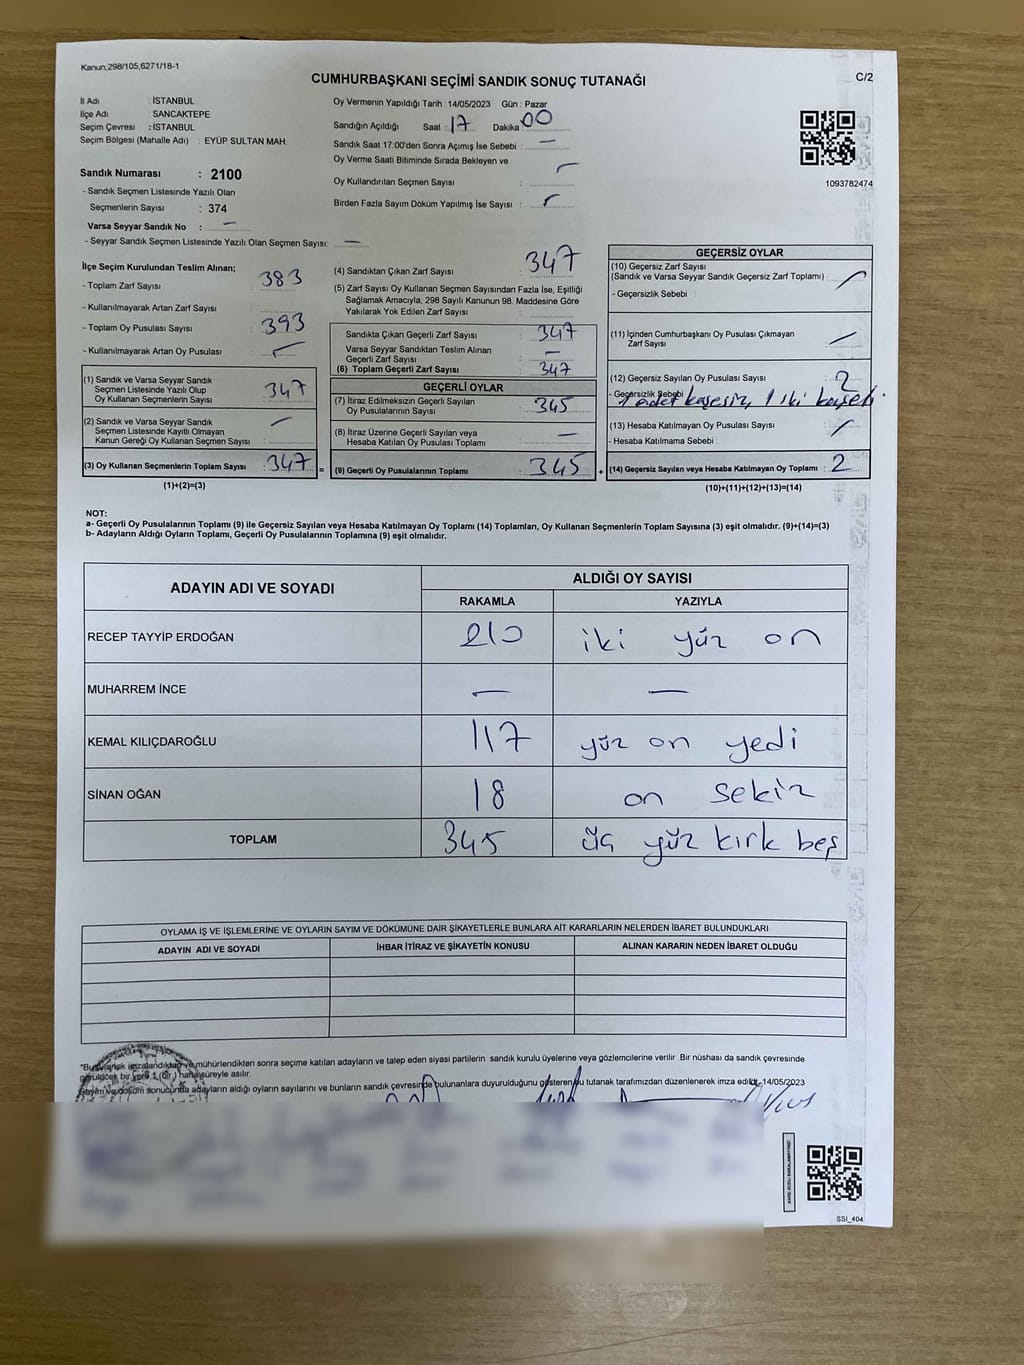 Kanun,298/105,6271/18-1
CUMHURBAŞKANI SEÇİMİ SANDIK SONUÇ TUTANAĞI
C/2
İl Adı : İSTANBUL
İlçe Adı : SANCAKTEPE
Seçim Çevresi : İSTANBUL
Seçim Bölgesi (Mahalle Adı) : EYÜP SULTAN MAH.
Sandık Numarası : 2100
- Sandık Seçmen Listesinde Yazılı Olan
Seçmenlerin Sayısı : 374
Varsa Seyyar Sandık No : —
- Seyyar Sandık Seçmen Listesinde Yazılı Olan Seçmen Sayısı: —
Oy Vermenin Yapıldığı Tarih : 14/05/2023 Gün : Pazar
Sandığın Açıldığı Saat : 17 Dakika : 00
Sandık Saat 17:00'den Sonra Açımış İse Sebebi : —
Oy Verme Saati Bitiminde Sırada Bekleyen ve
Oy Kullandırılan Seçmen Sayısı :
Birden Fazla Sayım Döküm Yapılmış İse Sayısı :
1093782474
İlçe Seçim Kurulundan Teslim Alınan;
- Toplam Zarf Sayısı : 383
- Kullanılmayarak Artan Zarf Sayısı :
- Toplam Oy Pusulası Sayısı : 393
- Kullanılmayarak Artan Oy Pusulası :
(1) Sandık ve Varsa Seyyar Sandık
Seçmen Listesinde Yazılı Olup
Oy Kullanan Seçmenlerin Sayısı : 347
(2) Sandık ve Varsa Seyyar Sandık
Seçmen Listesinde Kayıtlı Olmayan
Kanun Gereği Oy Kullanan Seçmen Sayısı : —
(3) Oy Kullanan Seçmenlerin Toplam Sayısı : 347 =
(1)+(2)=(3)
(4) Sandıktan Çıkan Zarf Sayısı : 347
(5) Zarf Sayısı Oy Kullanan Seçmen Sayısından Fazla İse, Eşitliği
Sağlamak Amacıyla, 298 Sayılı Kanunun 98. Maddesine Göre
Yakılarak Yok Edilen Zarf Sayısı :
Sandıkta Çıkan Geçerli Zarf Sayısı : 347
Varsa Seyyar Sandıktan Teslim Alınan
Geçerli Zarf Sayısı : —
(6) Toplam Geçerli Zarf Sayısı : 347
GEÇERLİ OYLAR
(7) İtiraz Edilmeksizin Geçerli Sayılan
Oy Pusulalarının Sayısı : 345
(8) İtiraz Üzerine Geçerli Sayılan veya
Hesaba Katılan Oy Pusulası Toplamı : —
(9) Geçerli Oy Pusulalarının Toplamı : 345 +
GEÇERSİZ OYLAR
(10) Geçersiz Zarf Sayısı
(Sandık ve Varsa Seyyar Sandık Geçersiz Zarf Toplamı) :
- Geçersizlik Sebebi :
(11) İçinden Cumhurbaşkanı Oy Pusulası Çıkmayan
Zarf Sayısı :
(12) Geçersiz Sayılan Oy Pusulası Sayısı : 2
- Geçersizlik Sebebi : 1 adet kaşesiz, 1 iki kaşeli.
(13) Hesaba Katılmayan Oy Pusulası Sayısı :
- Hesaba Katılmama Sebebi :
(14) Geçersiz Sayılan veya Hesaba Katılmayan Oy Toplamı : 2
(10)+(11)+(12)+(13)=(14)
NOT:
a- Geçerli Oy Pusulalarının Toplamı (9) ile Geçersiz Sayılan veya Hesaba Katılmayan Oy Toplamı (14) Toplamları, Oy Kullanan Seçmenlerin Toplam Sayısına (3) eşit olmalıdır. (9)+(14)=(3)
b- Adayların Aldığı Oyların Toplamı, Geçerli Oy Pusulalarının Toplamına (9) eşit olmalıdır.
ADAYIN ADI VE SOYADI
ALDIĞI OY SAYISI
RAKAMLA YAZIYLA
RECEP TAYYİP ERDOĞAN 210 iki yüz on
MUHARREM İNCE — —
KEMAL KILIÇDAROĞLU 117 yüz on yedi
SİNAN OĞAN 18 on sekiz
TOPLAM 345 üç yüz kırk beş
OYLAMA İŞ VE İŞLEMLERİNE VE OYLARIN SAYIM VE DÖKÜMÜNE DAİR ŞİKAYETLERLE BUNLARA AİT KARARLARIN NELERDEN İBARET BULUNDUKLARI
ADAYIN ADI VE SOYADI İHBAR İTİRAZ VE ŞİKAYETİN KONUSU ALINAN KARARIN NEDEN İBARET OLDUĞU
*Bu tutanak imzalandıktan ve mühürlendikten sonra seçime katılan adayların ve talep eden siyasi partilerin sandık kurulu üyelerine veya gözlemcilerine verilir. Bir nüshası da sandık çevresinde
görülecek bir yere 1 (bir) hafta süreyle asılır.
Sayım ve döküm sonucunda adayların aldığı oyların sayılarını ve bunların sandık çevresinde bulunanlara duyurulduğunu gösteren bu tutanak tarafımızdan düzenlenerek imza edildi. 14/05/2023
SSİ_404